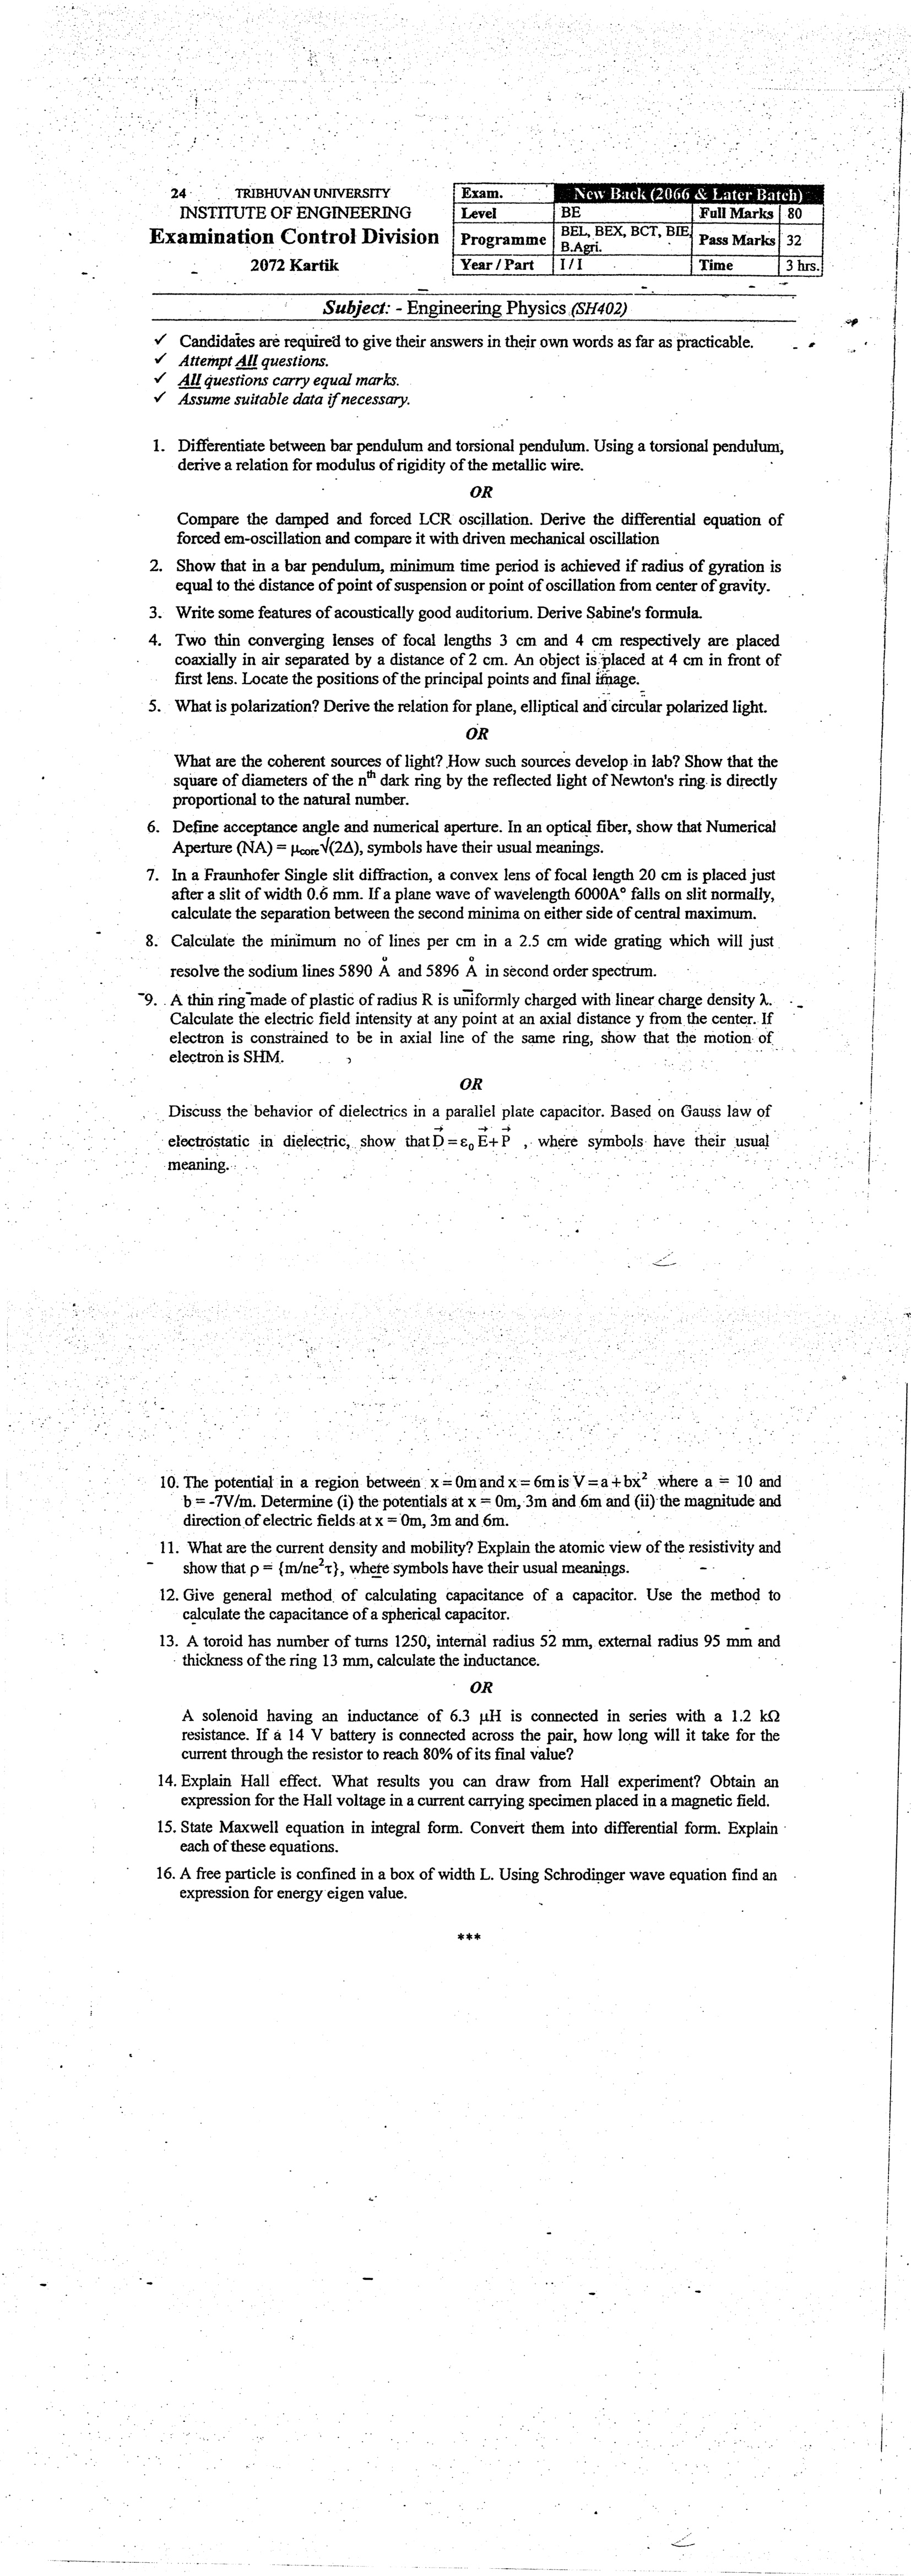 24 TRIBHUVAN UNIVERSITY
INSTITUTE OF ENGINEERING
Examination Control Division
2072 Kartik
Exam. New Back (2066 & Later Batch)
Level BE Full Marks 80
Programme BEL, BEX, BCT, BIE, B.Agri. Pass Marks 32
Year / Part I / I Time 3 hrs.
Subject: - Engineering Physics (SH402)
✓ Candidates are required to give their answers in their own words as far as practicable.
✓ Attempt All questions.
✓ All questions carry equal marks.
✓ Assume suitable data if necessary.
1. Differentiate between bar pendulum and torsional pendulum. Using a torsional pendulum,
derive a relation for modulus of rigidity of the metallic wire.
OR
Compare the damped and forced LCR oscillation. Derive the differential equation of
forced em-oscillation and compare it with driven mechanical oscillation
2. Show that in a bar pendulum, minimum time period is achieved if radius of gyration is
equal to the distance of point of suspension or point of oscillation from center of gravity.
3. Write some features of acoustically good auditorium. Derive Sabine's formula.
4. Two thin converging lenses of focal lengths 3 cm and 4 cm respectively are placed
coaxially in air separated by a distance of 2 cm. An object is placed at 4 cm in front of
first lens. Locate the positions of the principal points and final image.
5. What is polarization? Derive the relation for plane, elliptical and circular polarized light.
OR
What are the coherent sources of light? How such sources develop in lab? Show that the
square of diameters of the nth dark ring by the reflected light of Newton's ring is directly
proportional to the natural number.
6. Define acceptance angle and numerical aperture. In an optical fiber, show that Numerical
Aperture (NA) = μcore√(2Δ), symbols have their usual meanings.
7. In a Fraunhofer Single slit diffraction, a convex lens of focal length 20 cm is placed just
after a slit of width 0.6 mm. If a plane wave of wavelength 6000A° falls on slit normally,
calculate the separation between the second minima on either side of central maximum.
8. Calculate the minimum no of lines per cm in a 2.5 cm wide grating which will just
resolve the sodium lines 5890 Å and 5896 Å in second order spectrum.
9. A thin ring made of plastic of radius R is uniformly charged with linear charge density λ.
Calculate the electric field intensity at any point at an axial distance y from the center. If
electron is constrained to be in axial line of the same ring, show that the motion of
electron is SHM.
OR
Discuss the behavior of dielectrics in a parallel plate capacitor. Based on Gauss law of
electrostatic in dielectric, show that D⃗ = ε₀ E⃗ + P⃗ , where symbols have their usual
meaning.
10. The potential in a region between x = 0m and x = 6m is V = a + bx² where a = 10 and
b = -7V/m. Determine (i) the potentials at x = 0m, 3m and 6m and (ii) the magnitude and
direction of electric fields at x = 0m, 3m and 6m.
11. What are the current density and mobility? Explain the atomic view of the resistivity and
show that ρ = {m/ne²τ}, where symbols have their usual meanings.
12. Give general method of calculating capacitance of a capacitor. Use the method to
calculate the capacitance of a spherical capacitor.
13. A toroid has number of turns 1250, internal radius 52 mm, external radius 95 mm and
thickness of the ring 13 mm, calculate the inductance.
OR
A solenoid having an inductance of 6.3 μH is connected in series with a 1.2 kΩ
resistance. If a 14 V battery is connected across the pair, how long will it take for the
current through the resistor to reach 80% of its final value?
14. Explain Hall effect. What results you can draw from Hall experiment? Obtain an
expression for the Hall voltage in a current carrying specimen placed in a magnetic field.
15. State Maxwell equation in integral form. Convert them into differential form. Explain
each of these equations.
16. A free particle is confined in a box of width L. Using Schrodinger wave equation find an
expression for energy eigen value.
***